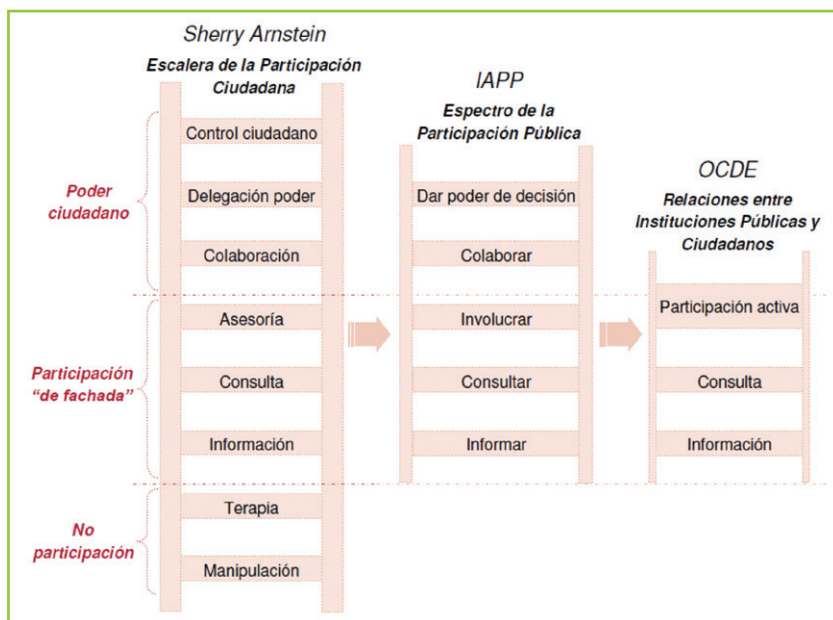 Sherry Arnstein
Escalera de la Participación
Ciudadana
Poder
ciudadano
Control ciudadano
Delegación poder
Colaboración
Participación
“de fachada”
Asesoría
Consulta
Información
No
participación
Terapia
Manipulación
IAPP
Espectro de la
Participación Pública
Dar poder de decisión
Colaborar
Involucrar
Consultar
Informar
OCDE
Relaciones entre
Instituciones Públicas y
Ciudadanos
Participación activa
Consulta
Información